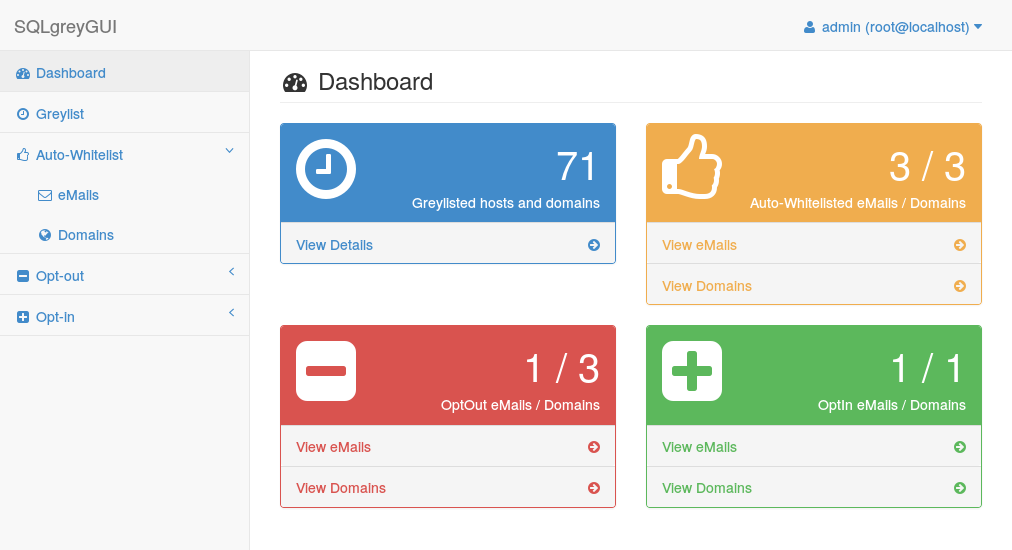 SQLgreyGUI
admin (root@localhost)
Dashboard
Greylist
Auto-Whitelist
eMails
Domains
Opt-out
Opt-in
Dashboard
71
Greylisted hosts and domains
View Details
3 / 3
Auto-Whitelisted eMails / Domains
View eMails
View Domains
1 / 3
OptOut eMails / Domains
View eMails
View Domains
1 / 1
OptIn eMails / Domains
View eMails
View Domains